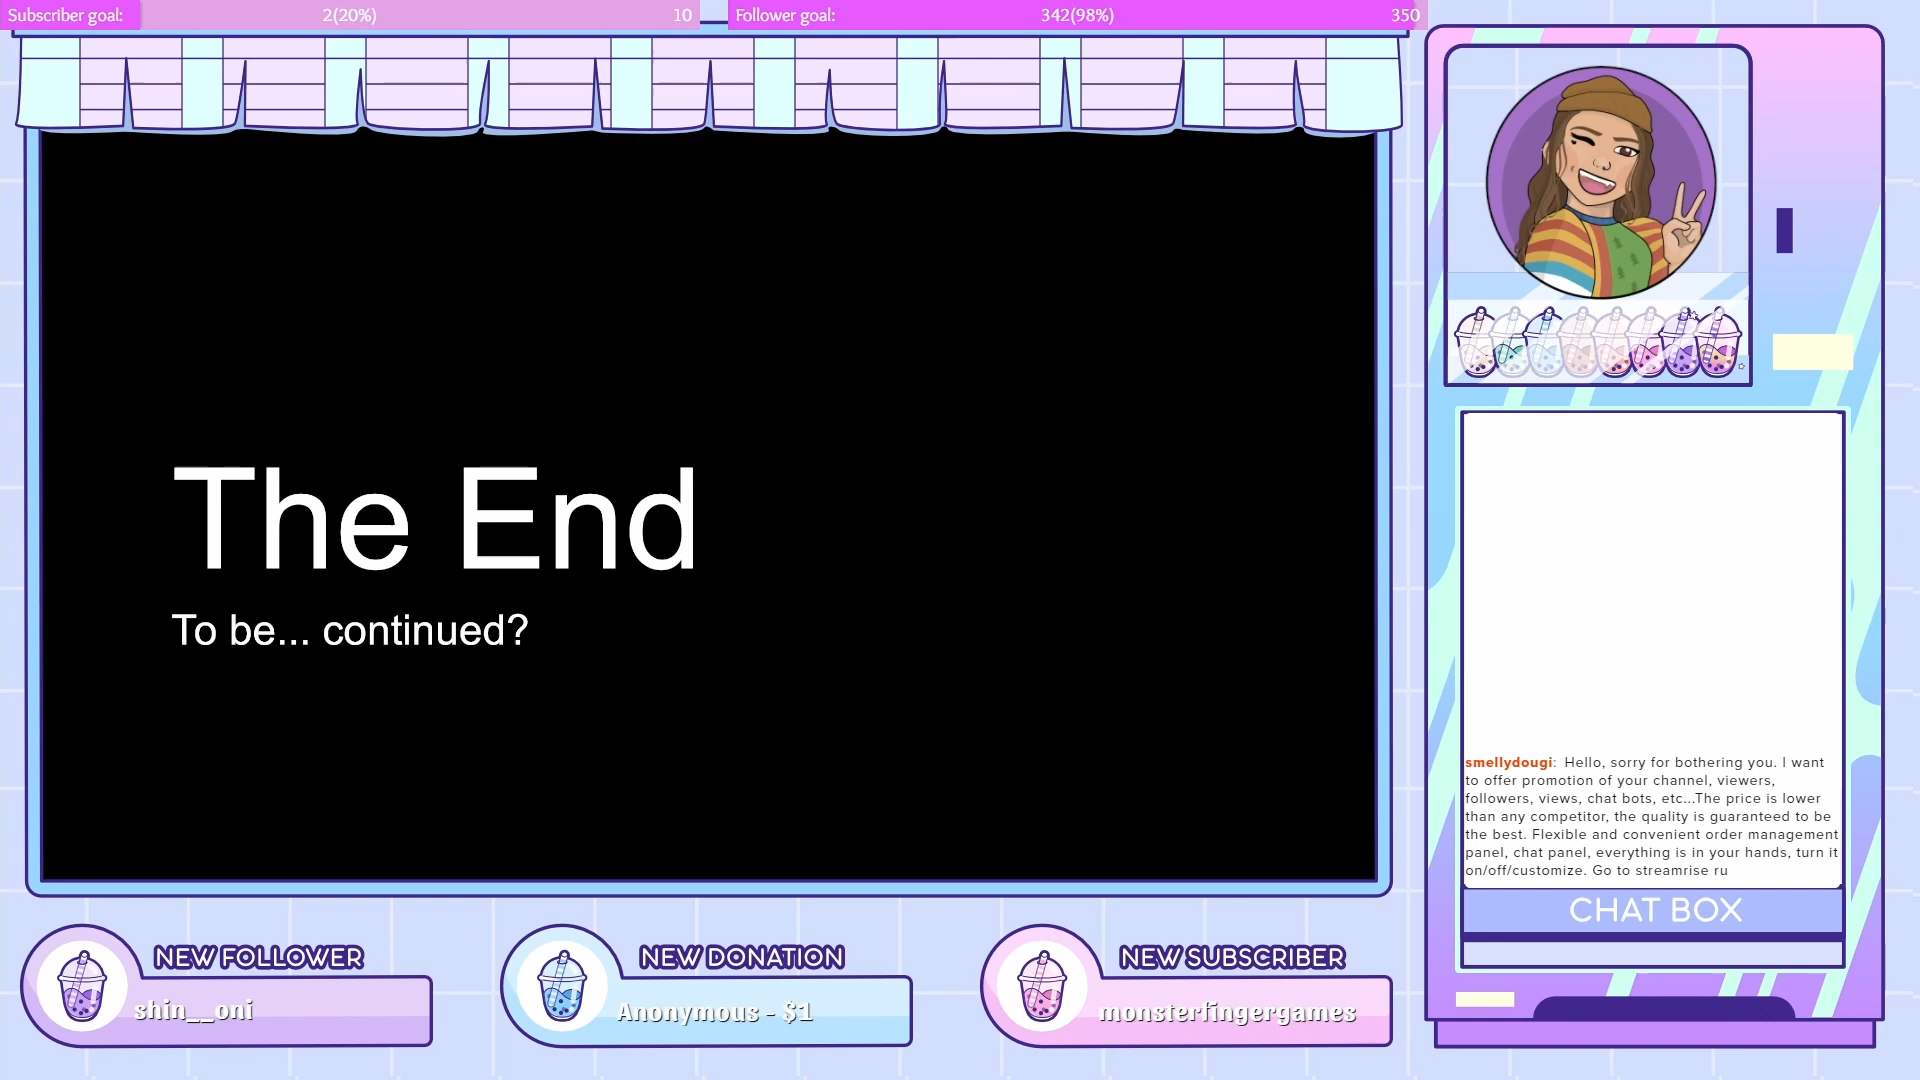 Subscriber goal: 2(20%) 10 Follower goal: 342(98%) 350
The End
To be... continued?
smellydougi: Hello, sorry for bothering you. I want
to offer promotion of your channel, viewers,
followers, views, chat bots, etc...The price is lower
than any competitor, the quality is guaranteed to be
the best. Flexible and convenient order management
panel, chat panel, everything is in your hands, turn it
on/off/customize. Go to streamrise ru
CHAT BOX
NEW FOLLOWER
shin__oni
NEW DONATION
Anonymous - $1
NEW SUBSCRIBER
monsterfingergames